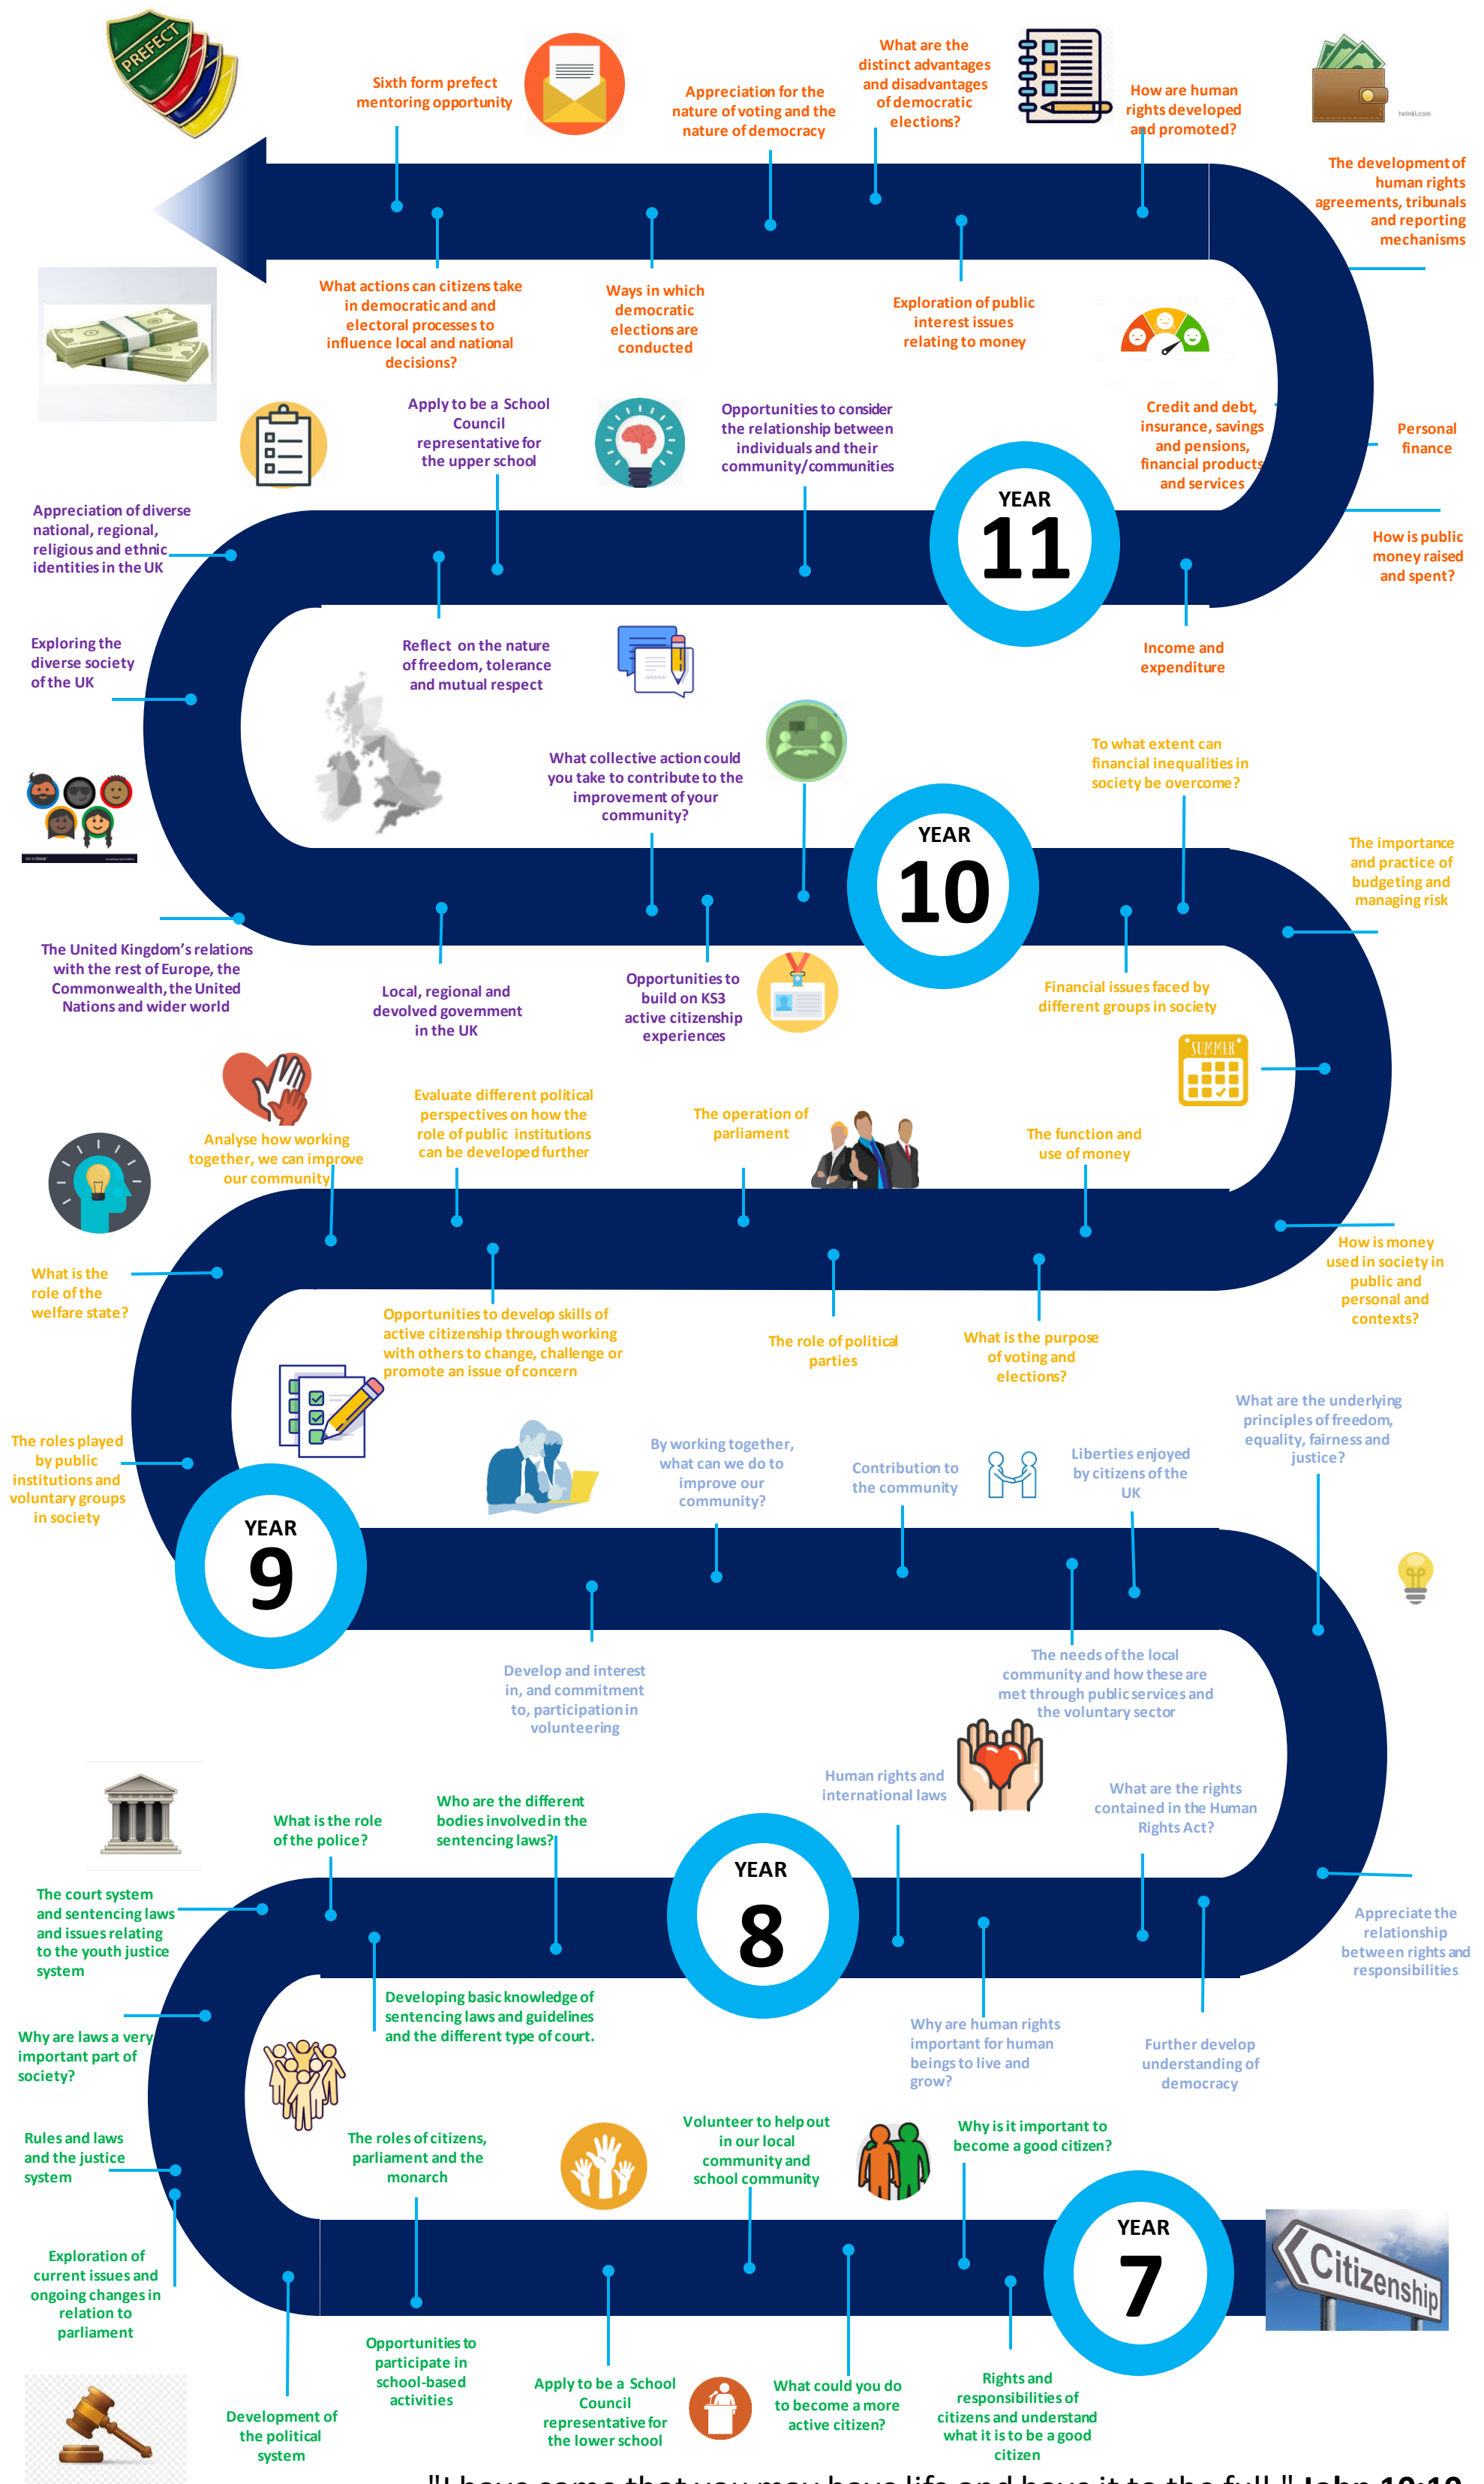 PREFECT
Sixth form prefect
mentoring opportunity
Appreciation for the
nature of voting and the
nature of democracy
What are the
distinct advantages
and disadvantages
of democratic
elections?
How are human
rights developed
and promoted?
twinkl.com
The development of
human rights
agreements, tribunals
and reporting
mechanisms
What actions can citizens take
in democratic and and
electoral processes to
influence local and national
decisions?
Ways in which
democratic
elections are
conducted
Exploration of public
interest issues
relating to money
Credit and debt,
insurance, savings
and pensions,
financial products
and services
Personal
finance
How is public
money raised
and spent?
Income and
expenditure
YEAR
11
Opportunities to consider
the relationship between
individuals and their
community/communities
Apply to be a School
Council
representative for
the upper school
Appreciation of diverse
national, regional,
religious and ethnic
identities in the UK
Reflect on the nature
of freedom, tolerance
and mutual respect
Exploring the
diverse society
of the UK
What collective action could
you take to contribute to the
improvement of your
community?
The United Kingdom's relations
with the rest of Europe, the
Commonwealth, the United
Nations and wider world
Local, regional and
devolved government
in the UK
Opportunities to
build on KS3
active citizenship
experiences
YEAR
10
To what extent can
financial inequalities in
society be overcome?
The importance
and practice of
budgeting and
managing risk
Financial issues faced by
different groups in society
SUMMER
Analyse how working
together, we can improve
our community
Evaluate different political
perspectives on how the
role of public institutions
can be developed further
The operation of
parliament
The function and
use of money
How is money
used in society in
public and
personal and
contexts?
What is the
role of the
welfare state?
Opportunities to develop skills of
active citizenship through working
with others to change, challenge or
promote an issue of concern
The role of political
parties
What is the purpose
of voting and
elections?
The roles played
by public
institutions and
voluntary groups
in society
YEAR
9
By working together,
what can we do to
improve our
community?
Contribution to
the community
Liberties enjoyed
by citizens of the
UK
What are the underlying
principles of freedom,
equality, fairness and
justice?
Develop and interest
in, and commitment
to, participation in
volunteering
The needs of the local
community and how these are
met through public services and
the voluntary sector
Human rights and
international laws
What are the rights
contained in the Human
Rights Act?
Appreciate the
relationship
between rights and
responsibilities
Why are human rights
important for human
beings to live and
grow?
Further develop
understanding of
democracy
YEAR
8
What is the role
of the police?
Who are the different
bodies involved in the
sentencing laws?
The court system
and sentencing laws
and issues relating
to the youth justice
system
Developing basic knowledge of
sentencing laws and guidelines
and the different type of court.
Why are laws a very
important part of
society?
Rules and laws
and the justice
system
The roles of citizens,
parliament and the
monarch
Volunteer to help out
in our local
community and
school community
Why is it important to
become a good citizen?
YEAR
7
Citizenship
Exploration of
current issues and
ongoing changes in
relation to
parliament
Development of
the political
system
Opportunities to
participate in
school-based
activities
Apply to be a School
Council
representative for
the lower school
What could you do
to become a more
active citizen?
Rights and
responsibilities of
citizens and understand
what it is to be a good
citizen
"I have come that you may have life and have it to the full." John 10:10